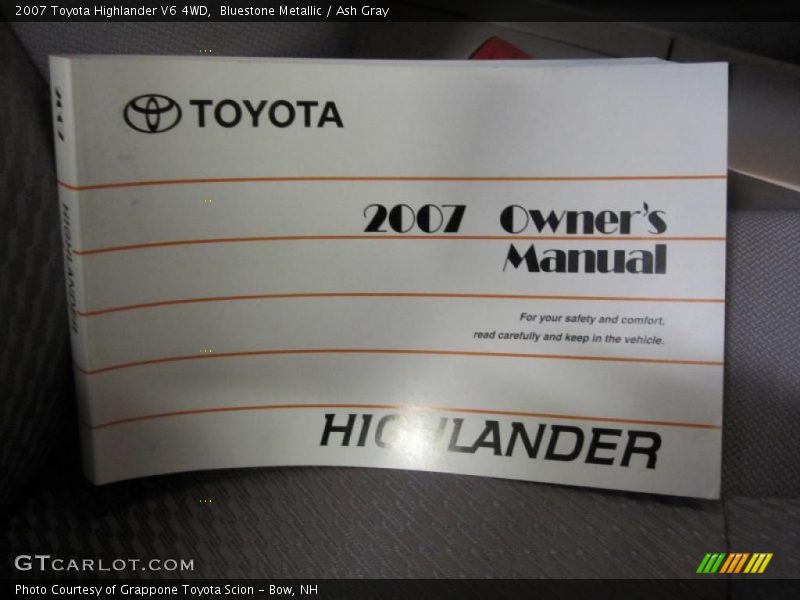 2007 Toyota Highlander V6 4WD,  Bluestone Metallic / Ash Gray
TOYOTA
2007 Owner's
Manual
For your safety and comfort,
read carefully and keep in the vehicle.
HIGHLANDER
HIGHLANDER
GTCARLOT.COM
Photo Courtesy of Grappone Toyota Scion - Bow, NH